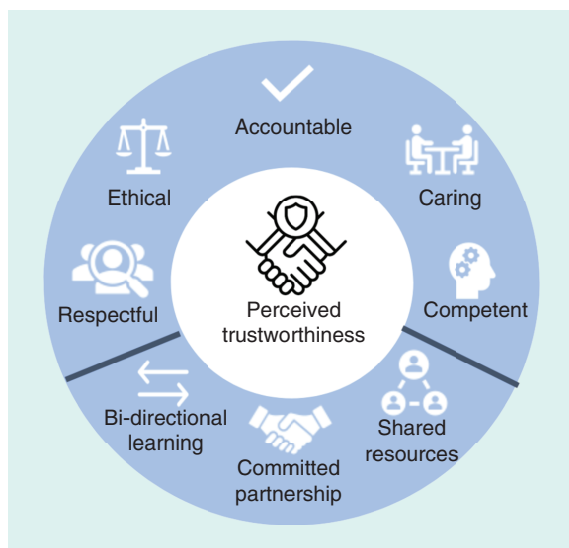 Accountable
Ethical
Caring
Respectful
Perceived
trustworthiness
Competent
Bi-directional
learning
Committed
partnership
Shared
resources